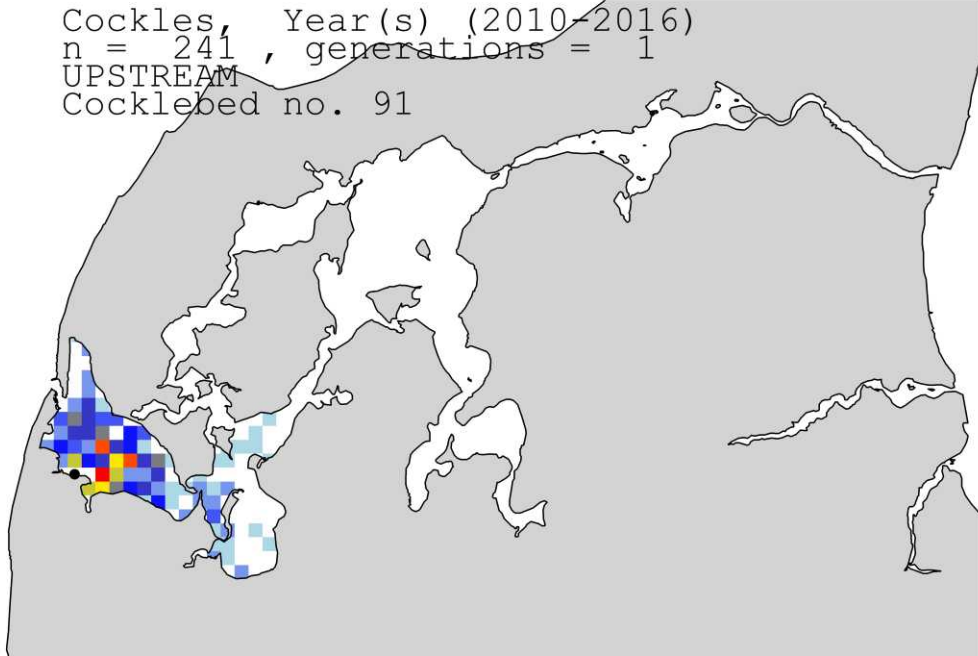 Cockles, Year(s) (2010-2016)
n = 241 , generations = 1
UPSTREAM
Cocklebed no. 91